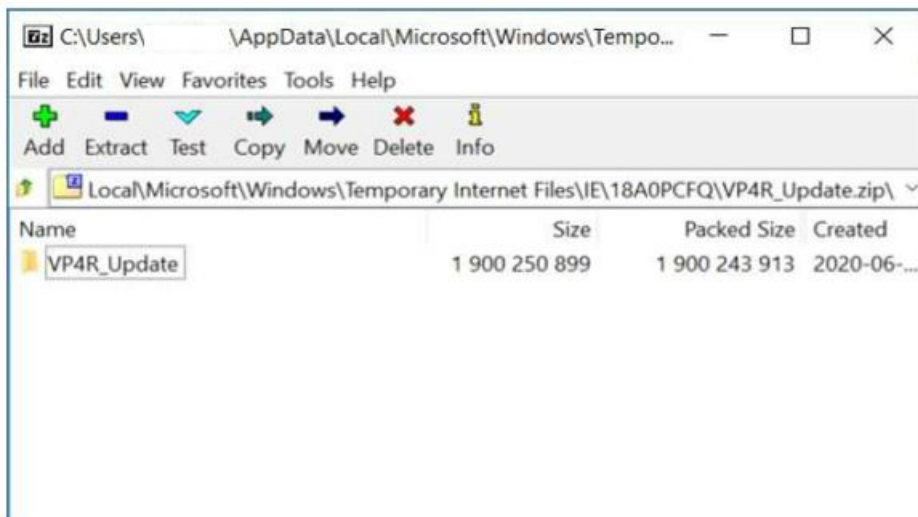 7z C:\Users\ \AppData\Local\Microsoft\Windows\Tempo...
File Edit View Favorites Tools Help
Add Extract Test Copy Move Delete Info
Local\Microsoft\Windows\Temporary Internet Files\IE\18A0PCFQ\VP4R_Update.zip\
Name Size Packed Size Created
VP4R_Update 1 900 250 899 1 900 243 913 2020-06-...